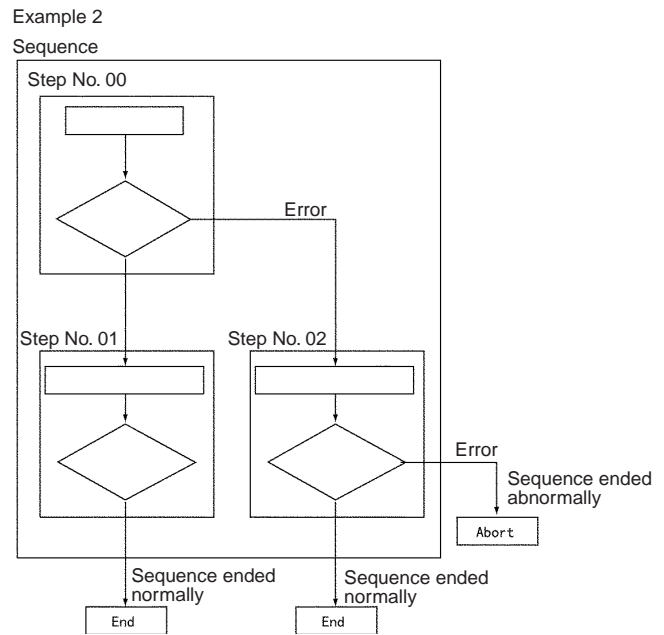 Example 2
Sequence
Step No. 00
Error
Step No. 01
Step No. 02
Error
Sequence ended
abnormally
Abort
Sequence ended
normally
Sequence ended
normally
End
End